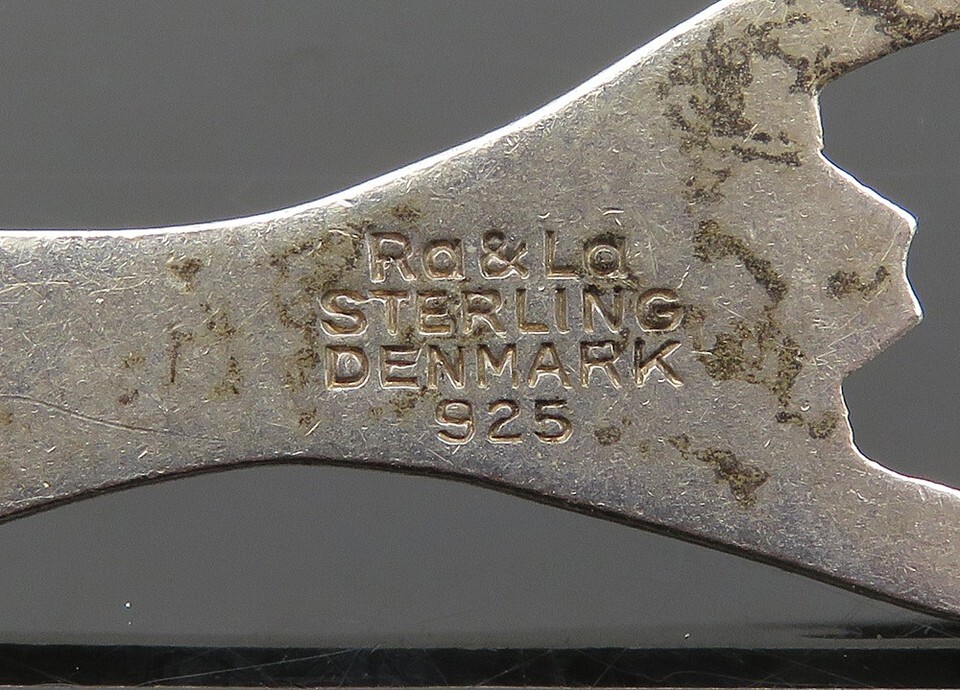 Ra & La
STERLING
DENMARK
925